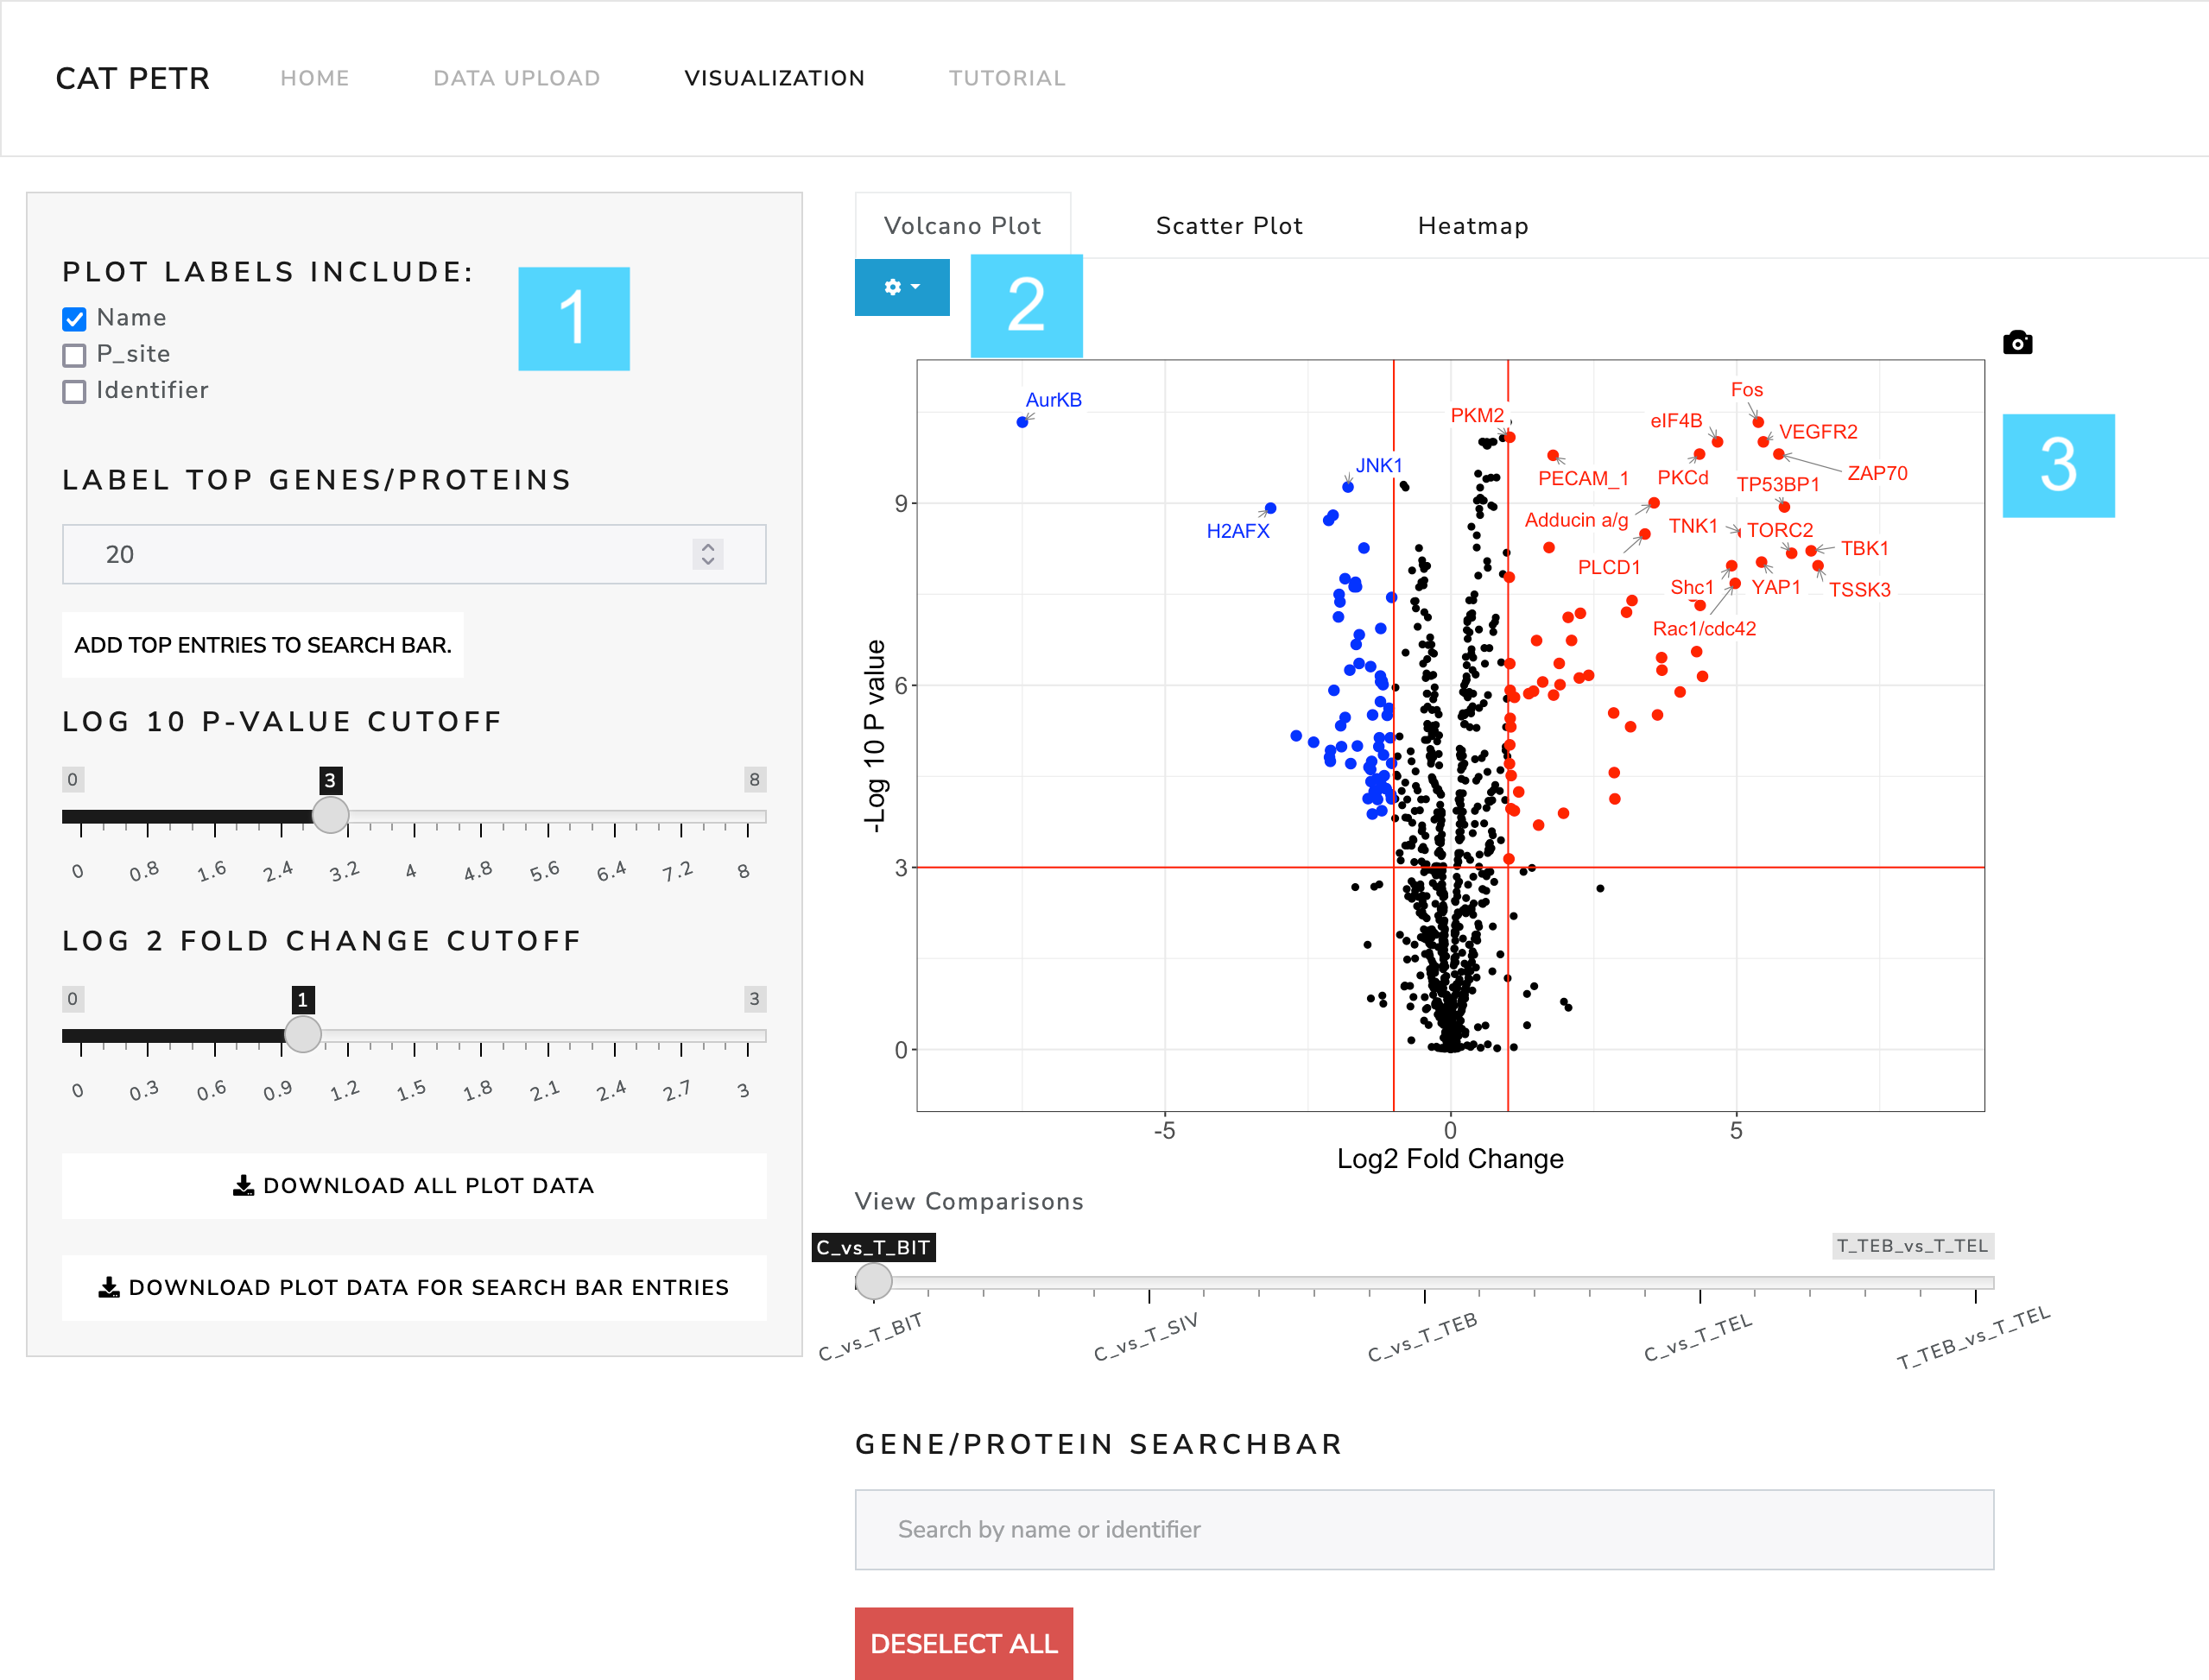 CAT PETR HOME DATA UPLOAD VISUALIZATION TUTORIAL
PLOT LABELS INCLUDE:
Name
P_site
Identifier
1
LABEL TOP GENES/PROTEINS
20
ADD TOP ENTRIES TO SEARCH BAR.
LOG 10 P-VALUE CUTOFF
0 3 8
0 0.8 1.6 2.4 3.2 4 4.8 5.6 6.4 7.2 8
LOG 2 FOLD CHANGE CUTOFF
0 1 3
0 0.3 0.6 0.9 1.2 1.5 1.8 2.1 2.4 2.7 3
DOWNLOAD ALL PLOT DATA
DOWNLOAD PLOT DATA FOR SEARCH BAR ENTRIES
Volcano Plot Scatter Plot Heatmap
2
3
AurKB
JNK1
H2AFX
PKM2
Fos
eIF4B
VEGFR2
PECAM_1
PKCd
ZAP70
TP53BP1
Adducin a/g
TNK1
TORC2
TBK1
PLCD1
Shc1
YAP1
TSSK3
Rac1/cdc42
-Log 10 P value
9
6
3
0
-5 0 5
Log2 Fold Change
View Comparisons
C_vs_T_BIT T_TEB_vs_T_TEL
C_vs_T_BIT C_vs_T_SIV C_vs_T_TEB C_vs_T_TEL T_TEB_vs_T_TEL
GENE/PROTEIN SEARCHBAR
Search by name or identifier
DESELECT ALL